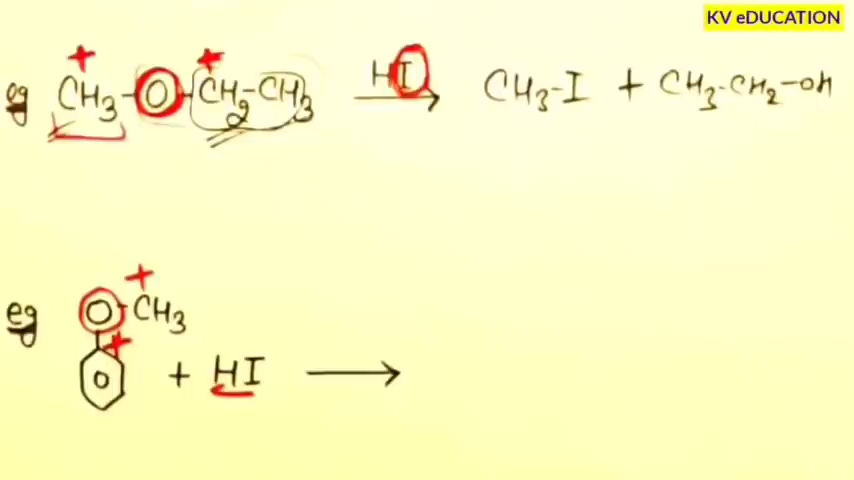 KV eDUCATION
eg CH₃-O-CH₂-CH₃ HI → CH₃-I + CH₃-CH₂-OH
eg O-CH₃
O + HI →